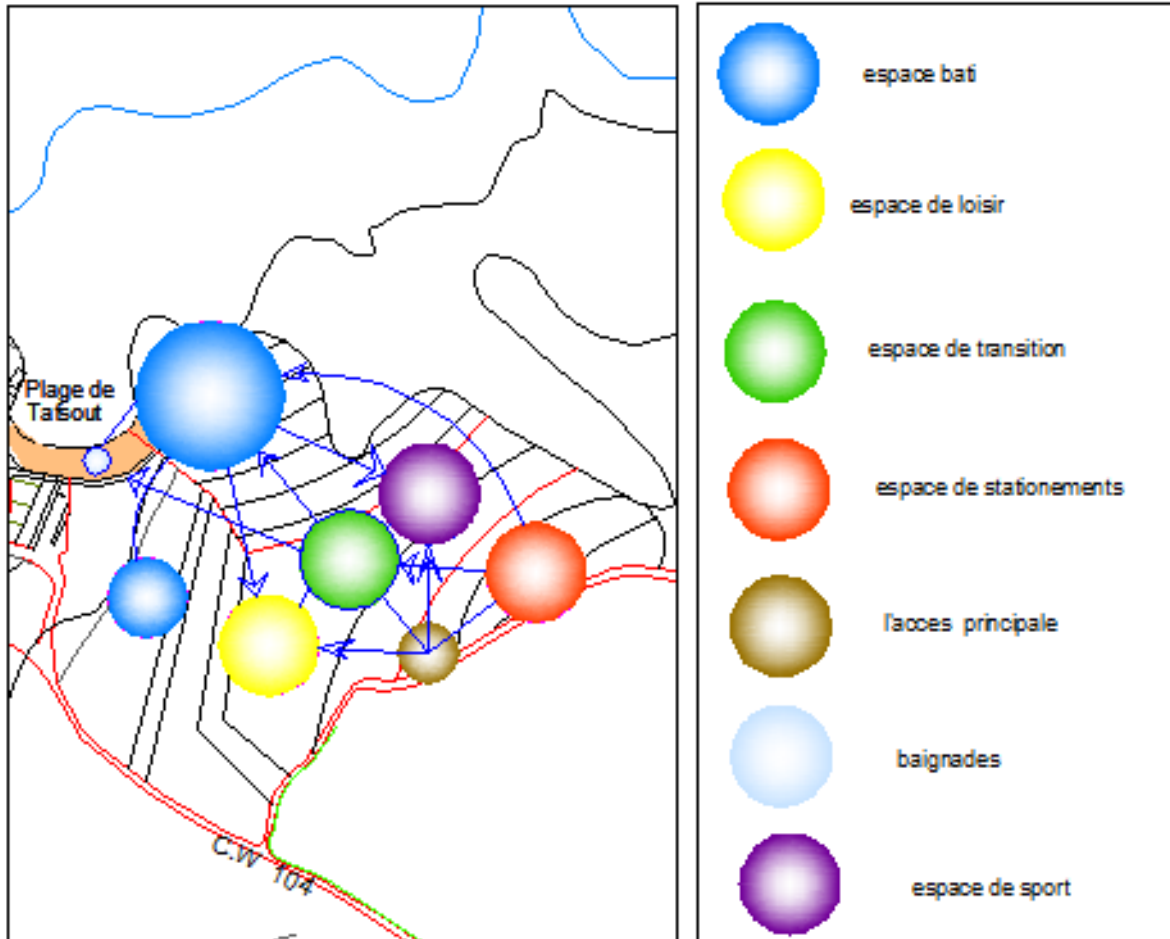 Plage de
Tafsout
C.W 104
espace bati
espace de loisir
espace de transition
espace de stationements
l'acces principale
baignades
espace de sport